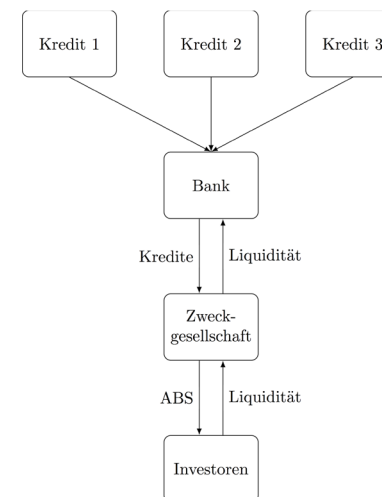 Kredit 1
Kredit 2
Kredit 3
Bank
Kredite
Liquidität
Zweck-
gesellschaft
ABS
Liquidität
Investoren